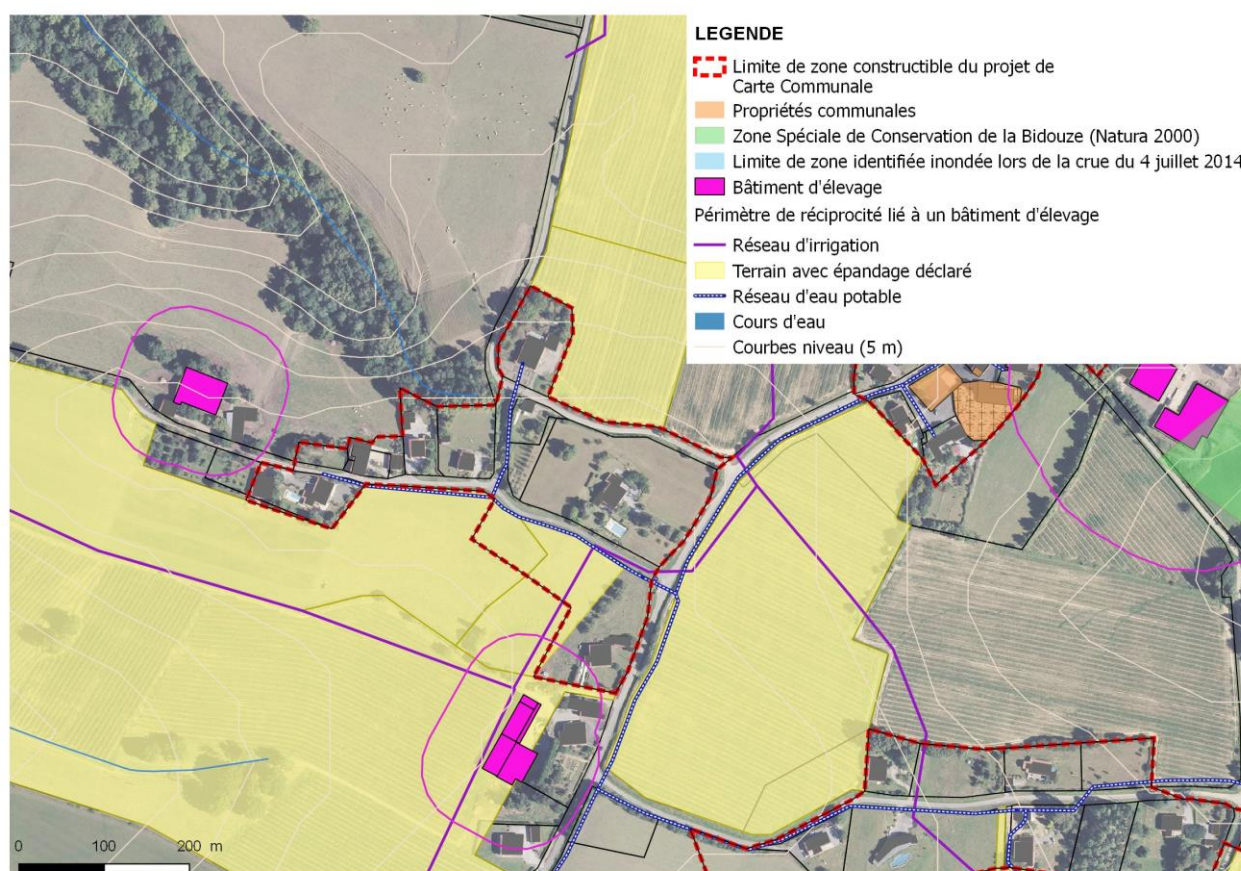 LEGENDE
Limite de zone constructible du projet de
Carte Communale
Propriétés communales
Zone Spéciale de Conservation de la Bidouze (Natura 2000)
Limite de zone identifiée inondée lors de la crue du 4 juillet 2014
Bâtiment d'élevage
Périmètre de réciprocité lié à un bâtiment d'élevage
Réseau d'irrigation
Terrain avec épandage déclaré
Réseau d'eau potable
Cours d'eau
Courbes niveau (5 m)
0 100 200 m